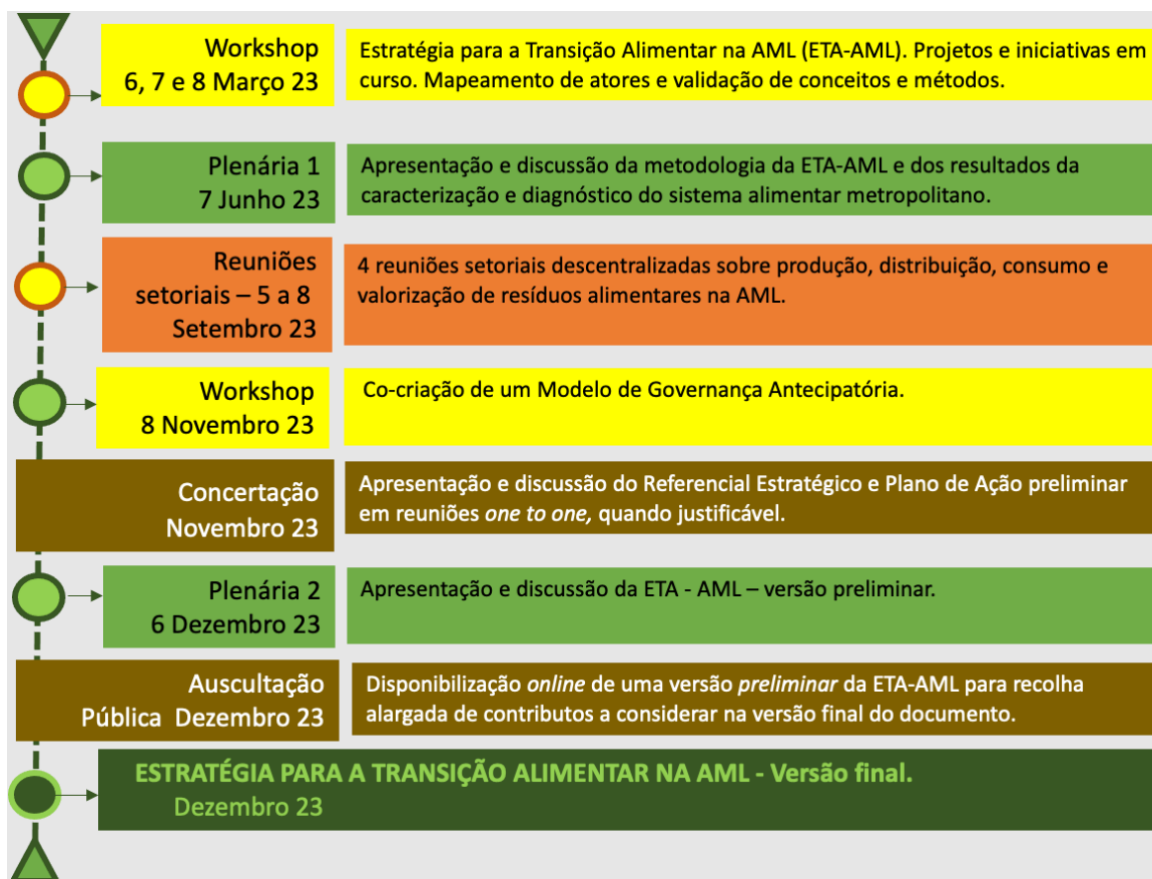 Workshop
6, 7 e 8 Março 23
Estratégia para a Transição Alimentar na AML (ETA-AML). Projetos e iniciativas em
curso. Mapeamento de atores e validação de conceitos e métodos.
Plenária 1
7 Junho 23
Apresentação e discussão da metodologia da ETA-AML e dos resultados da
caracterização e diagnóstico do sistema alimentar metropolitano.
Reuniões
setoriais – 5 a 8
Setembro 23
4 reuniões setoriais descentralizadas sobre produção, distribuição, consumo e
valorização de resíduos alimentares na AML.
Workshop
8 Novembro 23
Co-criação de um Modelo de Governança Antecipatória.
Concertação
Novembro 23
Apresentação e discussão do Referencial Estratégico e Plano de Ação preliminar
em reuniões one to one, quando justificável.
Plenária 2
6 Dezembro 23
Apresentação e discussão da ETA - AML – versão preliminar.
Auscultação
Pública Dezembro 23
Disponibilização online de uma versão preliminar da ETA-AML para recolha
alargada de contributos a considerar na versão final do documento.
ESTRATÉGIA PARA A TRANSIÇÃO ALIMENTAR NA AML - Versão final.
Dezembro 23